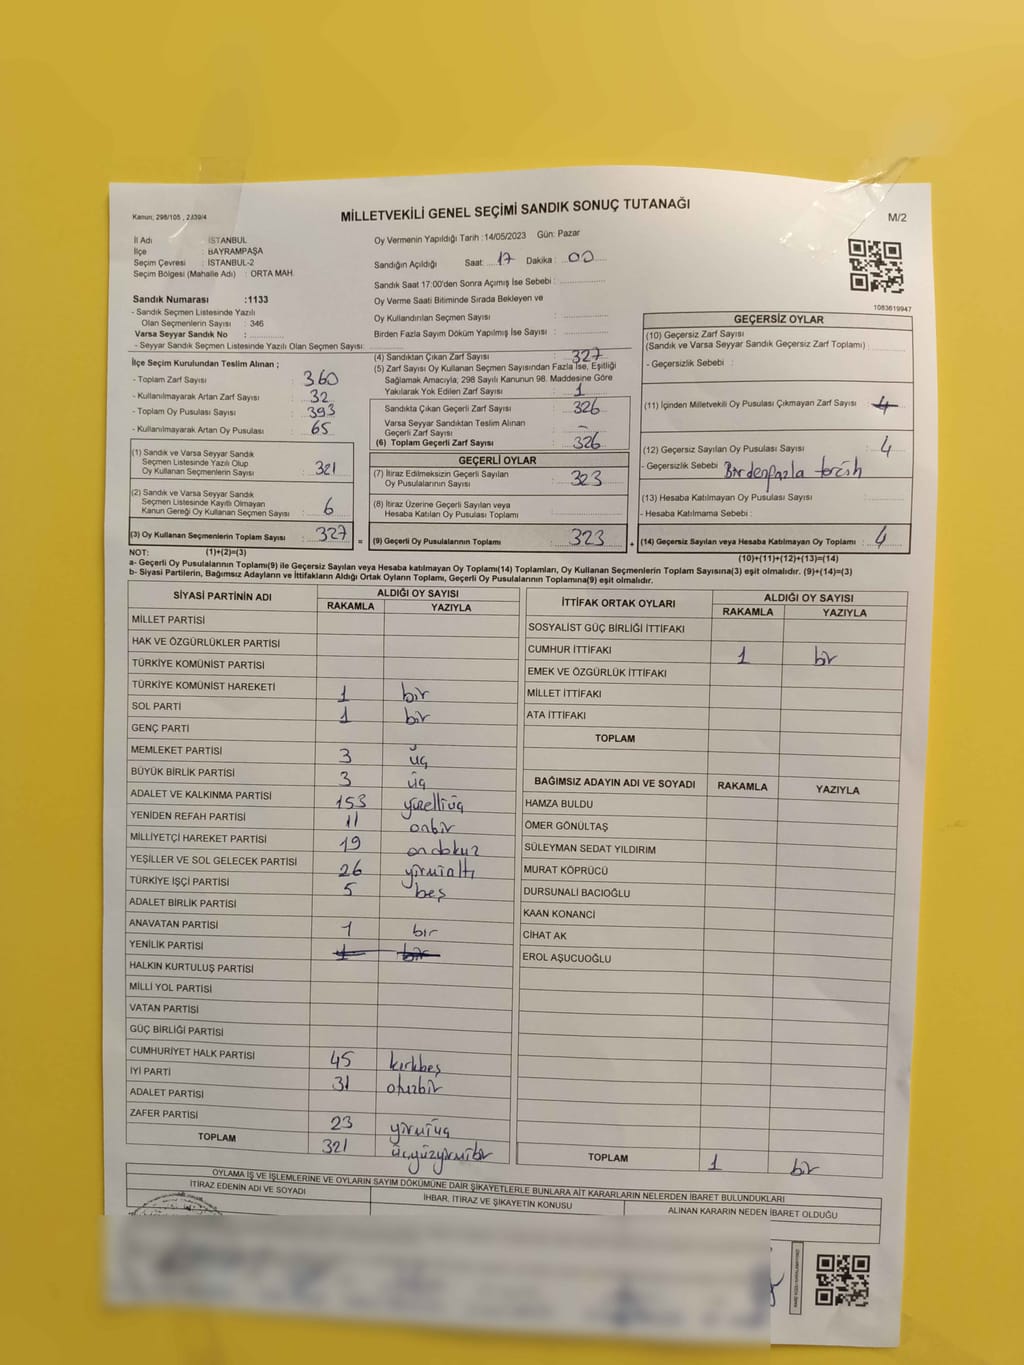 Kanun, 298/105 , 2839/4
MİLLETVEKİLİ GENEL SEÇİMİ SANDIK SONUÇ TUTANAĞI
M/2
İl Adı : İSTANBUL
İlçe : BAYRAMPAŞA
Seçim Çevresi : İSTANBUL-2
Seçim Bölgesi (Mahalle Adı) : ORTA MAH.
Sandık Numarası :1133
- Sandık Seçmen Listesinde Yazılı
Olan Seçmenlerin Sayısı : 346
Varsa Seyyar Sandık No :
- Seyyar Sandık Seçmen Listesinde Yazılı Olan Seçmen Sayısı:
Oy Vermenin Yapıldığı Tarih :14/05/2023 Gün: Pazar
Sandığın Açıldığı Saat: 17 Dakika : 00
Sandık Saat 17:00'den Sonra Açımış İse Sebebi :
Oy Verme Saati Bitiminde Sırada Bekleyen ve
Oy Kullandırılan Seçmen Sayısı :
Birden Fazla Sayım Döküm Yapılmış İse Sayısı :
1083619947
İlçe Seçim Kurulundan Teslim Alınan ;
- Toplam Zarf Sayısı : 360
- Kullanılmayarak Artan Zarf Sayısı : 32
- Toplam Oy Pusulası Sayısı : 393
- Kullanılmayarak Artan Oy Pusulası : 65
(1) Sandık ve Varsa Seyyar Sandık
Seçmen Listesinde Yazılı Olup
Oy Kullanan Seçmenlerin Sayısı : 321
(2) Sandık ve Varsa Seyyar Sandık
Seçmen Listesinde Kayıtlı Olmayan
Kanun Gereği Oy Kullanan Seçmen Sayısı : 6
(3) Oy Kullanan Seçmenlerin Toplam Sayısı : 327 =
(1)+(2)=(3)
(4) Sandıktan Çıkan Zarf Sayısı : 327
(5) Zarf Sayısı Oy Kullanan Seçmen Sayısından Fazla İse, Eşitliği
Sağlamak Amacıyla; 298 Sayılı Kanunun 98. Maddesine Göre
Yakılarak Yok Edilen Zarf Sayısı : 1
Sandıkta Çıkan Geçerli Zarf Sayısı : 326
Varsa Seyyar Sandıktan Teslim Alınan
Geçerli Zarf Sayısı : -
(6) Toplam Geçerli Zarf Sayısı : 326
GEÇERLİ OYLAR
(7) İtiraz Edilmeksizin Geçerli Sayılan
Oy Pusulalarının Sayısı : 323
(8) İtiraz Üzerine Geçerli Sayılan veya
Hesaba Katılan Oy Pusulası Toplamı :
(9) Geçerli Oy Pusulalarının Toplamı : 323 +
GEÇERSİZ OYLAR
(10) Geçersiz Zarf Sayısı
(Sandık ve Varsa Seyyar Sandık Geçersiz Zarf Toplamı) :
- Geçersizlik Sebebi :
(11) İçinden Milletvekili Oy Pusulası Çıkmayan Zarf Sayısı : 4
(12) Geçersiz Sayılan Oy Pusulası Sayısı : 4
- Geçersizlik Sebebi : Birdenfazla tercih
(13) Hesaba Katılmayan Oy Pusulası Sayısı :
- Hesaba Katılmama Sebebi :
(14) Geçersiz Sayılan veya Hesaba Katılmayan Oy Toplamı : 4
(10)+(11)+(12)+(13)=(14)
NOT:
a- Geçerli Oy Pusulalarının Toplamı(9) ile Geçersiz Sayılan veya Hesaba katılmayan Oy Toplamı(14) Toplamları, Oy Kullanan Seçmenlerin Toplam Sayısına(3) eşit olmalıdır. (9)+(14)=(3)
b- Siyasi Partilerin, Bağımsız Adayların ve İttifakların Aldığı Ortak Oyların Toplamı, Geçerli Oy Pusulalarının Toplamına(9) eşit olmalıdır.
SİYASİ PARTİNİN ADI ALDIĞI OY SAYISI
RAKAMLA YAZIYLA
MİLLET PARTİSİ
HAK VE ÖZGÜRLÜKLER PARTİSİ
TÜRKİYE KOMÜNİST PARTİSİ
TÜRKİYE KOMÜNİST HAREKETİ 1 bir
SOL PARTİ 1 bir
GENÇ PARTİ
MEMLEKET PARTİSİ 3 üç
BÜYÜK BİRLİK PARTİSİ 3 üç
ADALET VE KALKINMA PARTİSİ 153 yüzelliüç
YENİDEN REFAH PARTİSİ 11 onbir
MİLLİYETÇİ HAREKET PARTİSİ 19 ondokuz
YEŞİLLER VE SOL GELECEK PARTİSİ 26 yirmialtı
TÜRKİYE İŞÇİ PARTİSİ 5 beş
ADALET BİRLİK PARTİSİ
ANAVATAN PARTİSİ 1 bir
YENİLİK PARTİSİ 1 bir
HALKIN KURTULUŞ PARTİSİ
MİLLİ YOL PARTİSİ
VATAN PARTİSİ
GÜÇ BİRLİĞİ PARTİSİ
CUMHURİYET HALK PARTİSİ 45 kırkbeş
İYİ PARTİ 31 otuzbir
ADALET PARTİSİ
ZAFER PARTİSİ 23 yirmiüç
TOPLAM 321 üçyüzyirmibir
İTTİFAK ORTAK OYLARI ALDIĞI OY SAYISI
RAKAMLA YAZIYLA
SOSYALİST GÜÇ BİRLİĞİ İTTİFAKI
CUMHUR İTTİFAKI 1 bir
EMEK VE ÖZGÜRLÜK İTTİFAKI
MİLLET İTTİFAKI
ATA İTTİFAKI
TOPLAM
BAĞIMSIZ ADAYIN ADI VE SOYADI RAKAMLA YAZIYLA
HAMZA BULDU
ÖMER GÖNÜLTAŞ
SÜLEYMAN SEDAT YILDIRIM
MURAT KÖPRÜCÜ
DURSUNALİ BACIOĞLU
KAAN KONANCİ
CİHAT AK
EROL AŞUCUOĞLU
TOPLAM 1 bir
OYLAMA İŞ VE İŞLEMLERİNE VE OYLARIN SAYIM DÖKÜMÜNE DAİR ŞİKAYETLERLE BUNLARA AİT KARARLARIN NELERDEN İBARET BULUNDUKLARI
İTİRAZ EDENİN ADI VE SOYADI İHBAR, İTİRAZ VE ŞİKAYETİN KONUSU ALINAN KARARIN NEDEN İBARET OLDUĞU